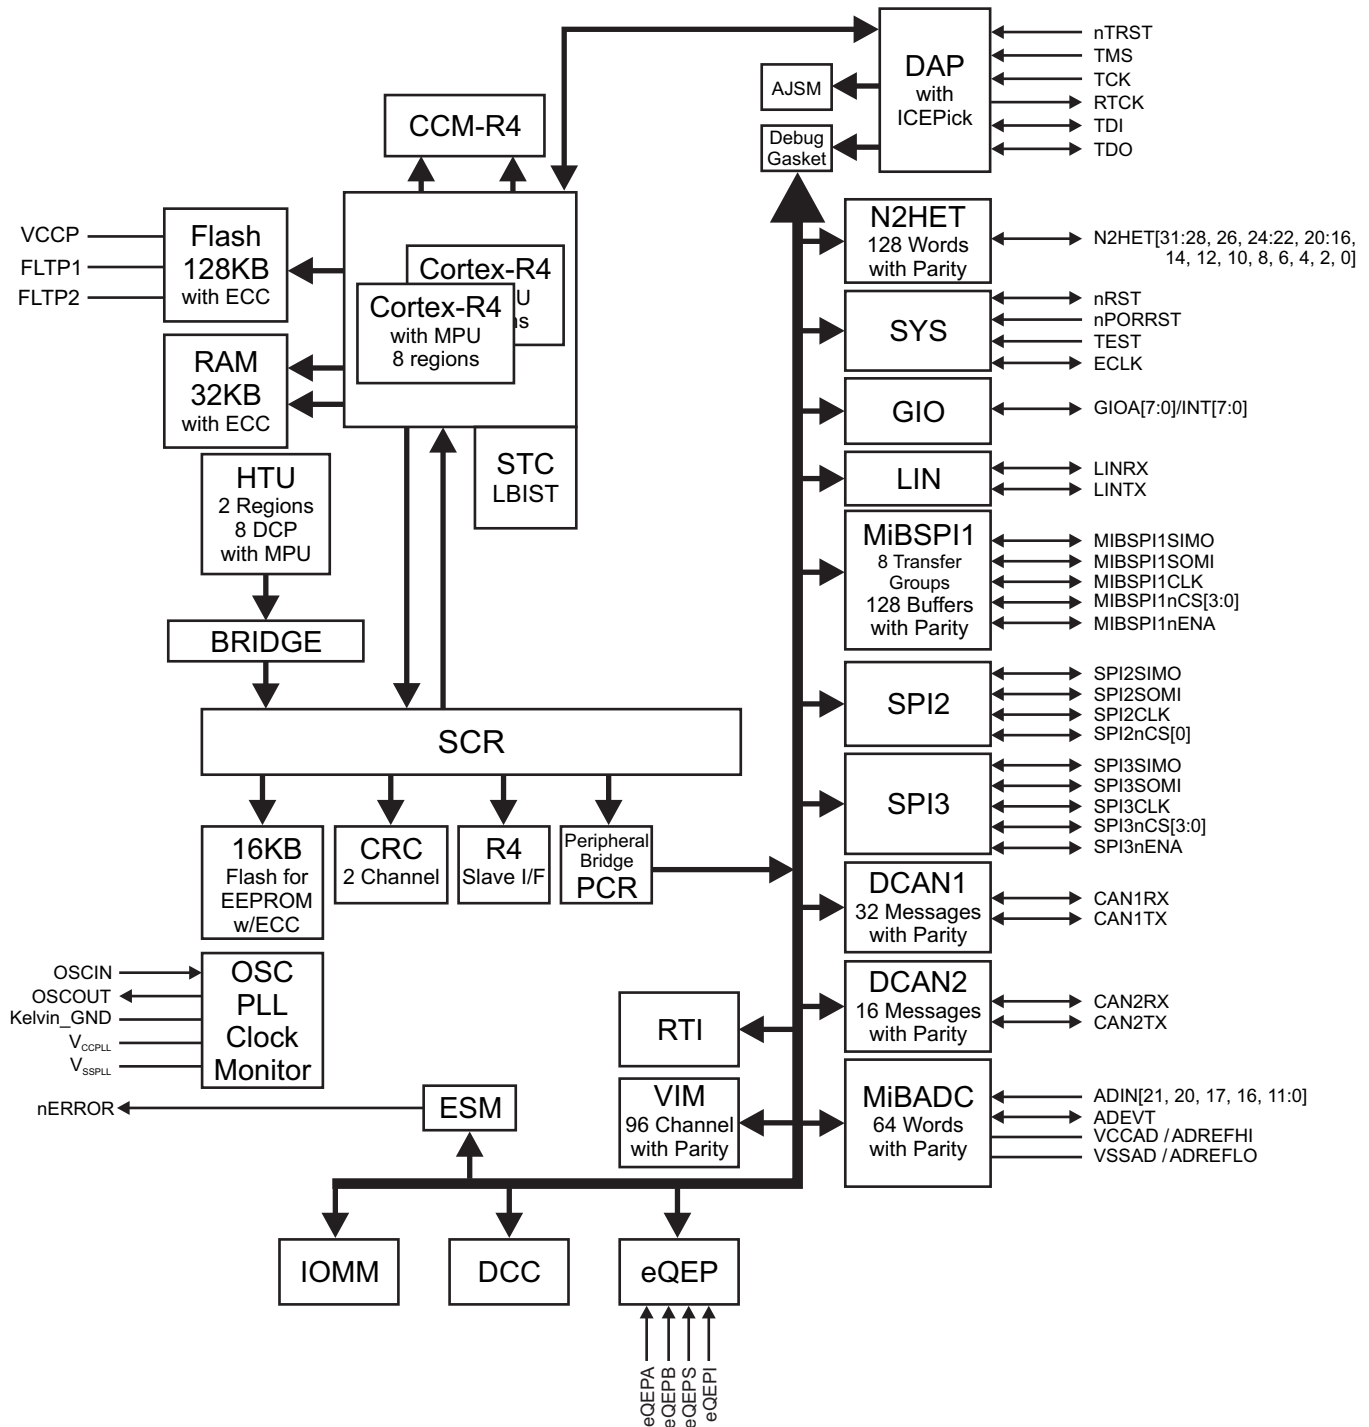 DAP
with
ICEPick
nTRST
TMS
TCK
RTCK
TDI
TDO
AJSM
Debug
Gasket
CCM-R4
VCCP
FLTP1
FLTP2
Flash
128KB
with ECC
Cortex-R4
U
ns
Cortex-R4
with MPU
8 regions
RAM
32KB
with ECC
STC
LBIST
HTU
2 Regions
8 DCP
with MPU
BRIDGE
SCR
16KB
Flash for
EEPROM
w/ECC
CRC
2 Channel
R4
Slave I/F
Peripheral
Bridge
PCR
OSCIN
OSCOUT
Kelvin_GND
VCCPLL
VSSPLL
OSC
PLL
Clock
Monitor
nERROR
ESM
RTI
VIM
96 Channel
with Parity
IOMM
DCC
eQEP
eQEPA
eQEPB
eQEPS
eQEPI
N2HET
128 Words
with Parity
N2HET[31:28, 26, 24:22, 20:16,
14, 12, 10, 8, 6, 4, 2, 0]
SYS
nRST
nPORRST
TEST
ECLK
GIO
GIOA[7:0]/INT[7:0]
LIN
LINRX
LINTX
MiBSPI1
8 Transfer
Groups
128 Buffers
with Parity
MIBSPI1SIMO
MIBSPI1SOMI
MIBSPI1CLK
MIBSPI1nCS[3:0]
MIBSPI1nENA
SPI2
SPI2SIMO
SPI2SOMI
SPI2CLK
SPI2nCS[0]
SPI3
SPI3SIMO
SPI3SOMI
SPI3CLK
SPI3nCS[3:0]
SPI3nENA
DCAN1
32 Messages
with Parity
CAN1RX
CAN1TX
DCAN2
16 Messages
with Parity
CAN2RX
CAN2TX
MiBADC
64 Words
with Parity
ADIN[21, 20, 17, 16, 11:0]
ADEVT
VCCAD / ADREFHI
VSSAD / ADREFLO